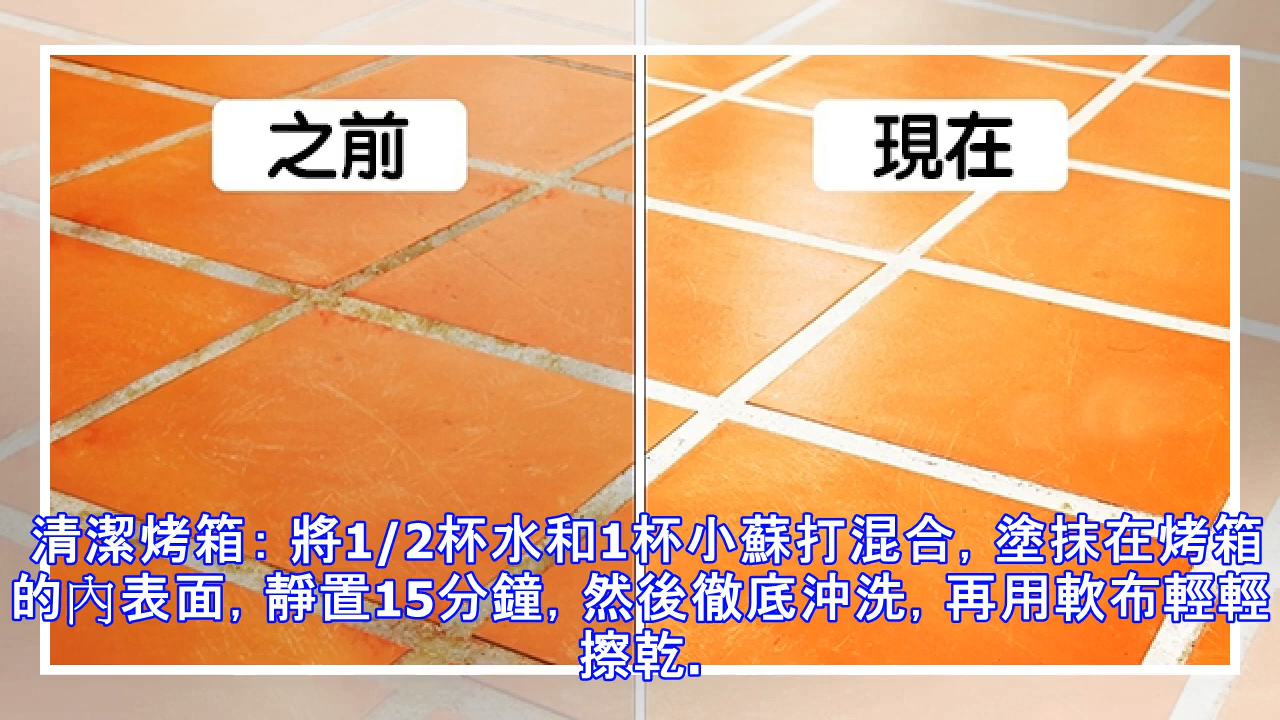 之前
現在
清潔烤箱: 將1/2杯水和1杯小蘇打混合, 塗抹在烤箱
的內表面, 靜置15分鐘, 然後徹底沖洗, 再用軟布輕輕
擦乾.